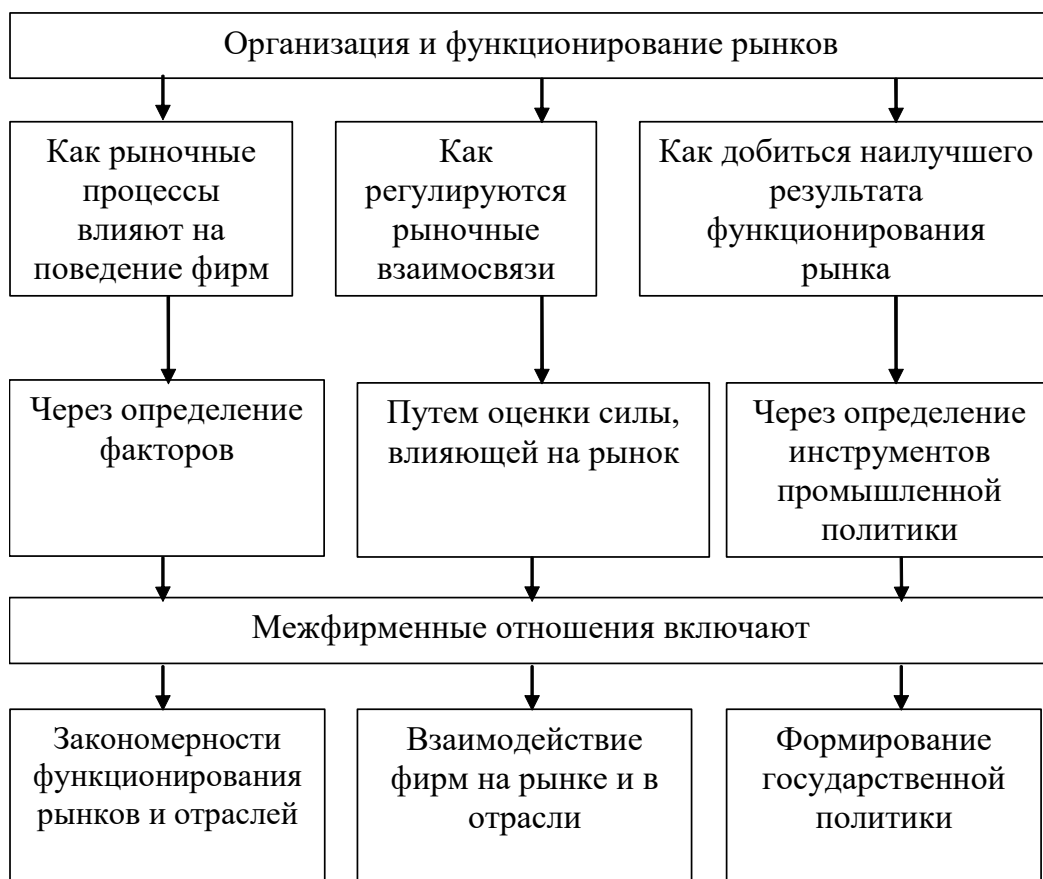 Организация и функционирование рынков
Как рыночные
процессы
влияют на
поведение фирм
Как
регулируются
рыночные
взаимосвязи
Как добиться наилучшего
результата
функционирования
рынка
Через определение
факторов
Путем оценки силы,
влияющей на рынок
Через определение
инструментов
промышленной
политики
Межфирменные отношения включают
Закономерности
функционирования
рынков и отраслей
Взаимодействие
фирм на рынке и в
отрасли
Формирование
государственной
политики